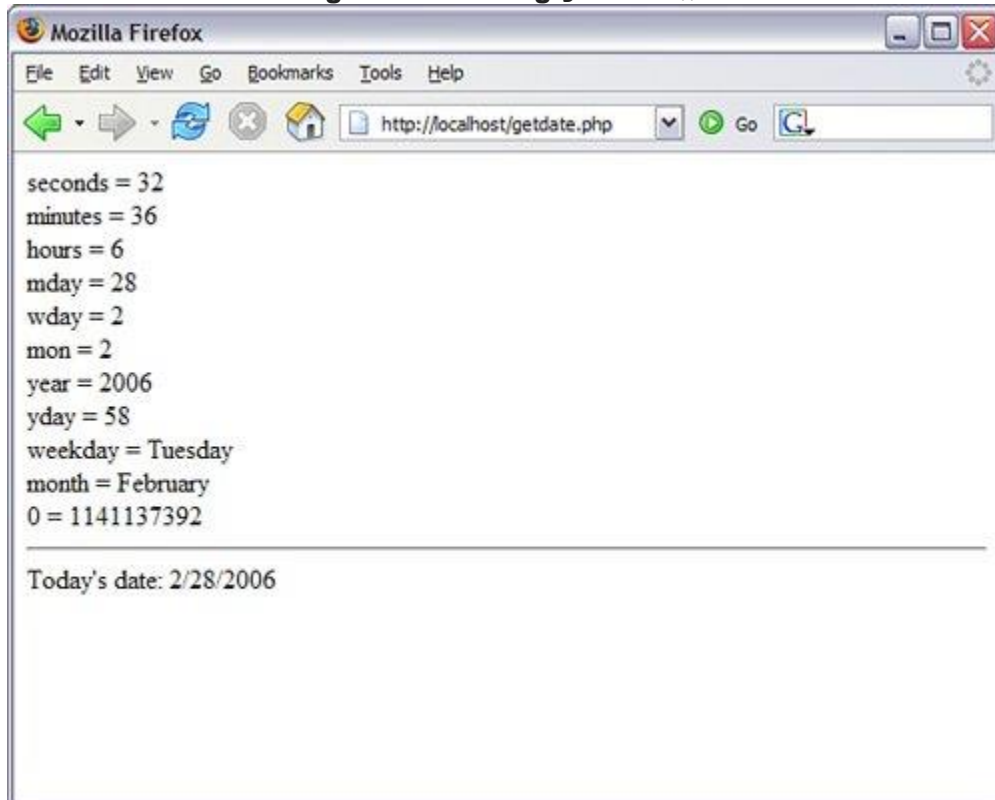 Mozilla Firefox
File Edit View Go Bookmarks Tools Help
http://localhost/getdate.php Go G
seconds = 32
minutes = 36
hours = 6
mday = 28
wday = 2
mon = 2
year = 2006
yday = 58
weekday = Tuesday
month = February
0 = 1141137392
Today's date: 2/28/2006